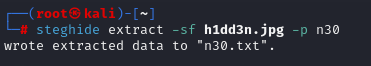 ┌──(root㉿kali)-[~]
└─# steghide extract -sf h1dd3n.jpg -p n30
wrote extracted data to "n30.txt".